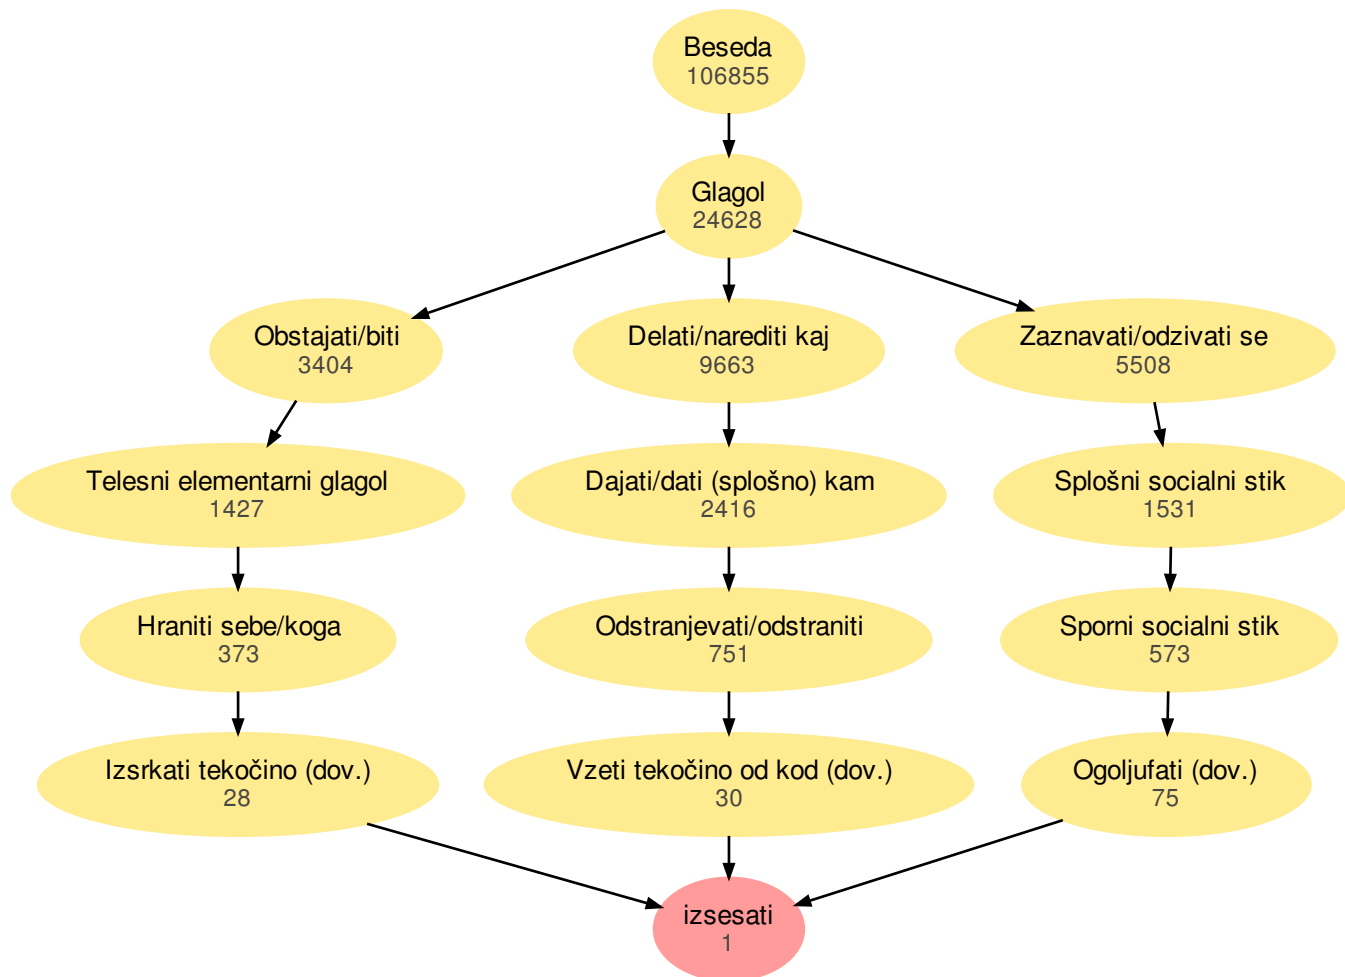 Beseda
106855
Glagol
24628
Obstajati/biti
3404
Delati/narediti kaj
9663
Zaznavati/odzivati se
5508
Telesni elementarni glagol
1427
Dajati/dati (splošno) kam
2416
Splošni socialni stik
1531
Hraniti sebe/koga
373
Odstranjevati/odstraniti
751
Sporni socialni stik
573
Izsrkati tekočino (dov.)
28
Vzeti tekočino od kod (dov.)
30
Ogoljufati (dov.)
75
izsesati
1